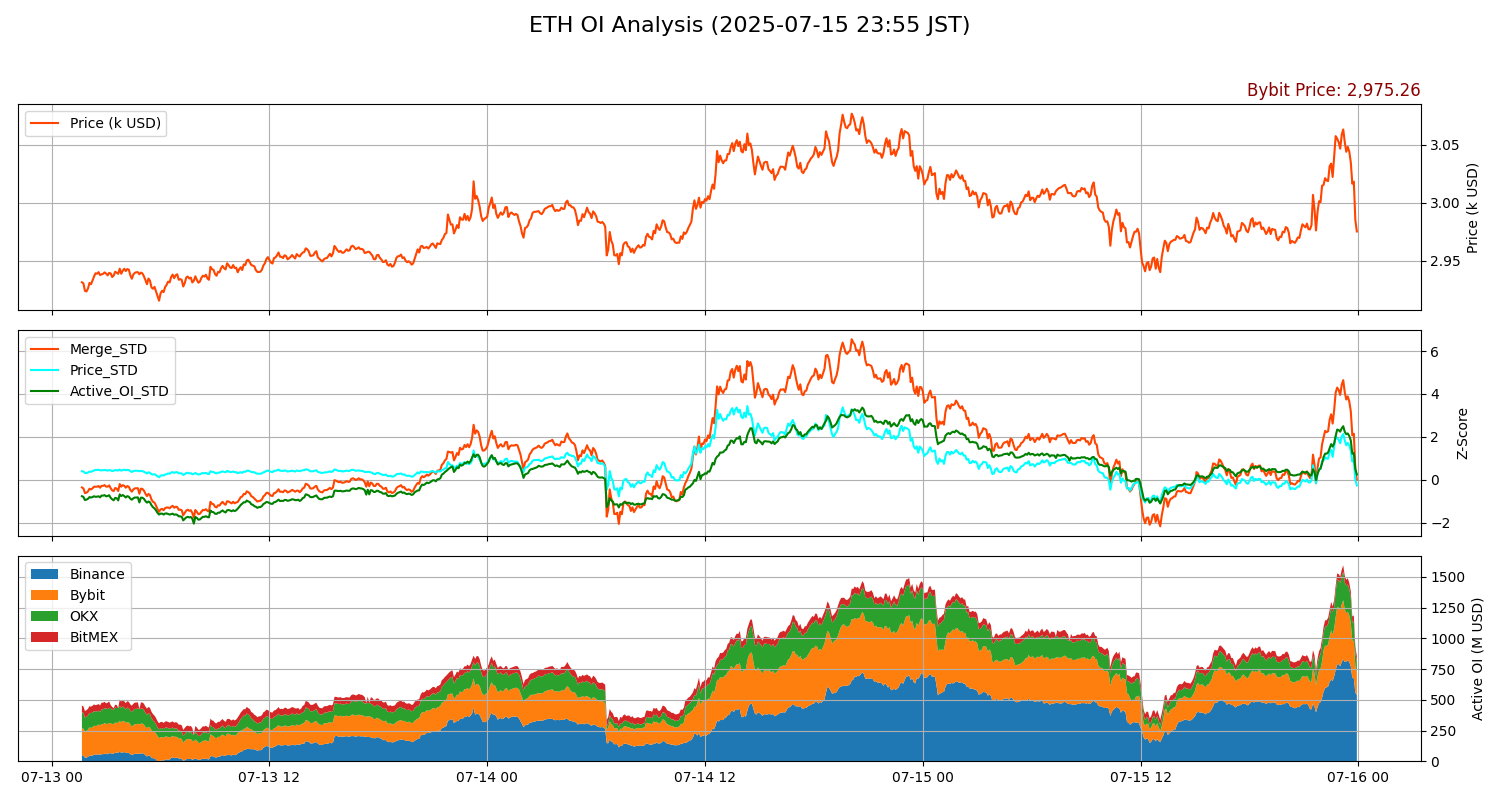 ETH OI Analysis (2025-07-15 23:55 JST)
Bybit Price: 2,975.26
Price (k USD)
3.05
3.00
2.95
Price (k USD)
Merge_STD
Price_STD
Active_OI_STD
6
4
2
0
−2
Z-Score
Binance
Bybit
OKX
BitMEX
1500
1250
1000
750
500
250
0
Active OI (M USD)
07-13 00
07-13 12
07-14 00
07-14 12
07-15 00
07-15 12
07-16 00